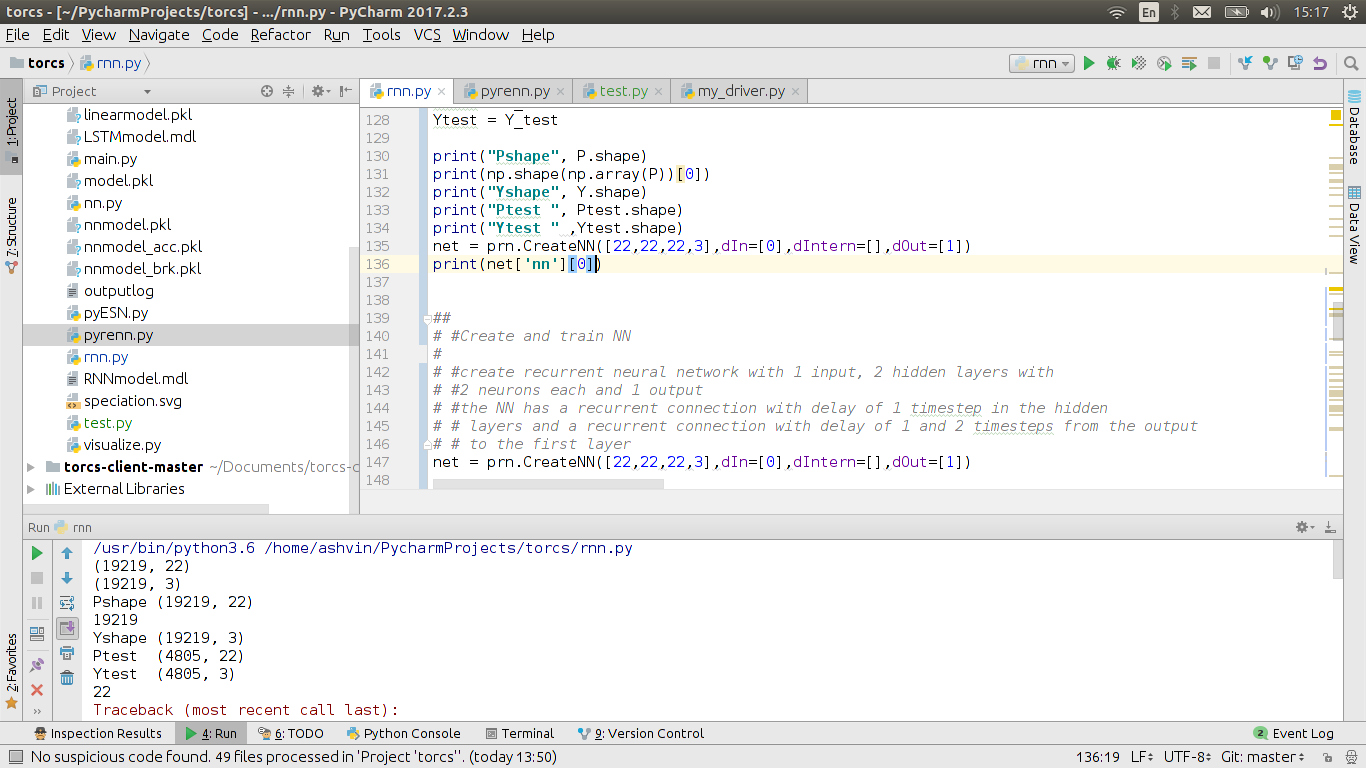 torcs - [~/PycharmProjects/torcs] - .../rnn.py - PyCharm 2017.2.3
En
15:17
File Edit View Navigate Code Refactor Run Tools VCS Window Help
torcs rnn.py
rnn
Project
rnn.py pyrenn.py test.py my_driver.py
1: Project
7: Structure
2: Favorites
linearmodel.pkl
LSTMmodel.mdl
main.py
model.pkl
nn.py
nnmodel.pkl
nnmodel_acc.pkl
nnmodel_brk.pkl
outputlog
pyESN.py
pyrenn.py
rnn.py
RNNmodel.mdl
speciation.svg
test.py
visualize.py
torcs-client-master ~/Documents/torcs-c
External Libraries
128 Ytest = Y_test
129
130 print("Pshape", P.shape)
131 print(np.shape(np.array(P))[0])
132 print("Yshape", Y.shape)
133 print("Ptest ", Ptest.shape)
134 print("Ytest " ,Ytest.shape)
135 net = prn.CreateNN([22,22,22,3],dIn=[0],dIntern=[],dOut=[1])
136 print(net['nn'][0])
137
138
139 ##
140 # #Create and train NN
141 #
142 # #create recurrent neural network with 1 input, 2 hidden layers with
143 # #2 neurons each and 1 output
144 # #the NN has a recurrent connection with delay of 1 timestep in the hidden
145 # # layers and a recurrent connection with delay of 1 and 2 timesteps from the output
146 # # to the first layer
147 net = prn.CreateNN([22,22,22,3],dIn=[0],dIntern=[],dOut=[1])
148
Database
Data View
Run rnn
/usr/bin/python3.6 /home/ashvin/PycharmProjects/torcs/rnn.py
(19219, 22)
(19219, 3)
Pshape (19219, 22)
19219
Yshape (19219, 3)
Ptest  (4805, 22)
Ytest  (4805, 3)
22
Traceback (most recent call last):
Inspection Results 4: Run 6: TODO Python Console Terminal 9: Version Control 2 Event Log
No suspicious code found. 49 files processed in 'Project 'torcs''. (today 13:50) 136:19 LF UTF-8 Git: master